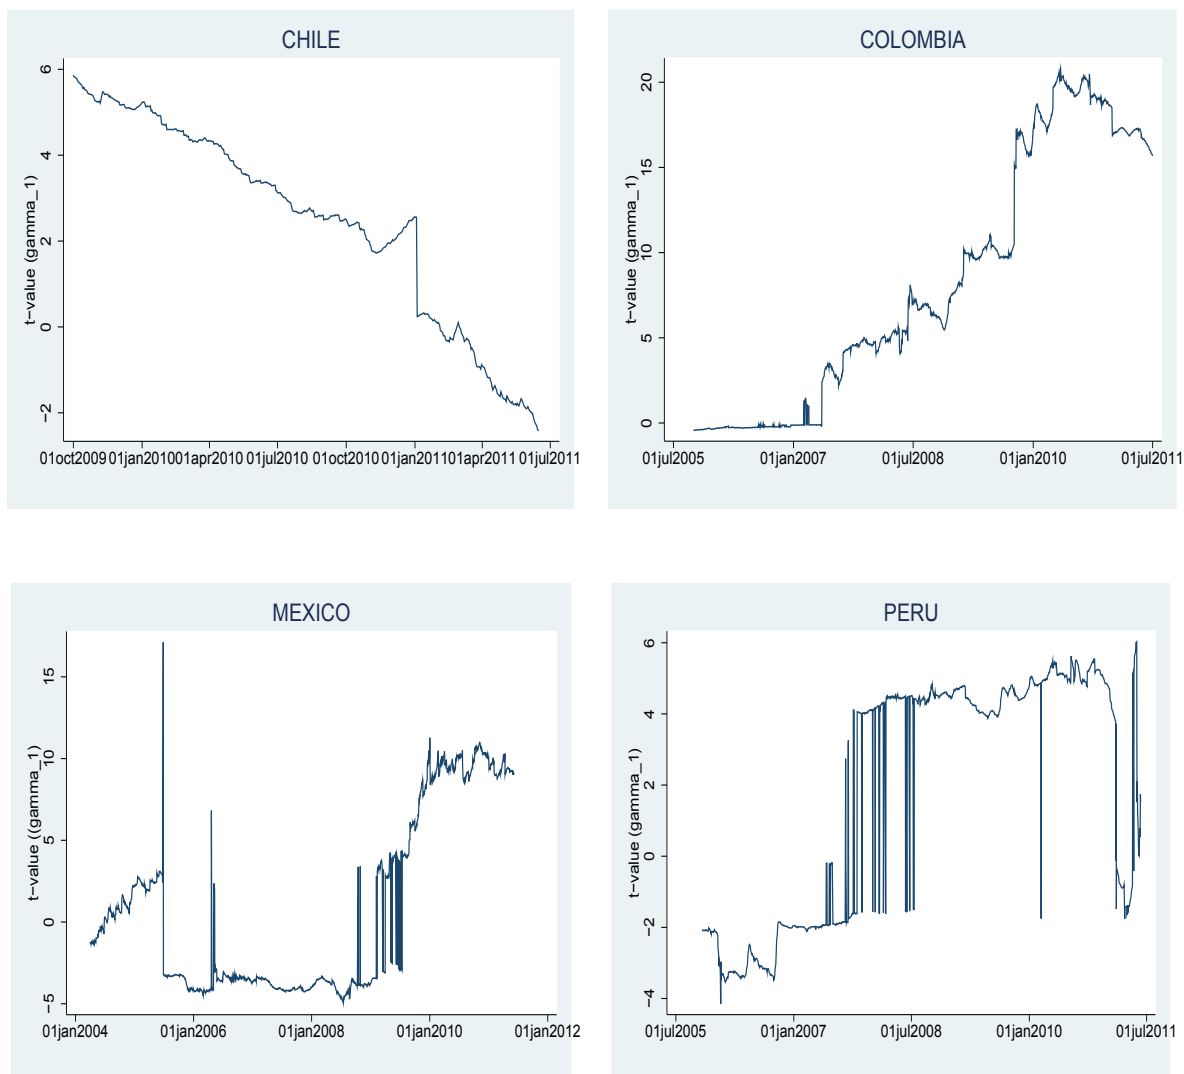 CHILE
6
4
2
0
−2
t−value (gamma_1)
01oct2009 01jan2010 01apr2010 01jul2010 01oct2010 01jan2011 01apr2011 01jul2011
COLOMBIA
20
15
10
5
0
t−value (gamma_1)
01jul2005 01jan2007 01jul2008 01jan2010 01jul2011
MEXICO
15
10
5
0
−5
t−value ((gamma_1)
01jan2004 01jan2006 01jan2008 01jan2010 01jan2012
PERU
6
4
2
0
−2
−4
t−value (gamma_1)
01jul2005 01jan2007 01jul2008 01jan2010 01jul2011